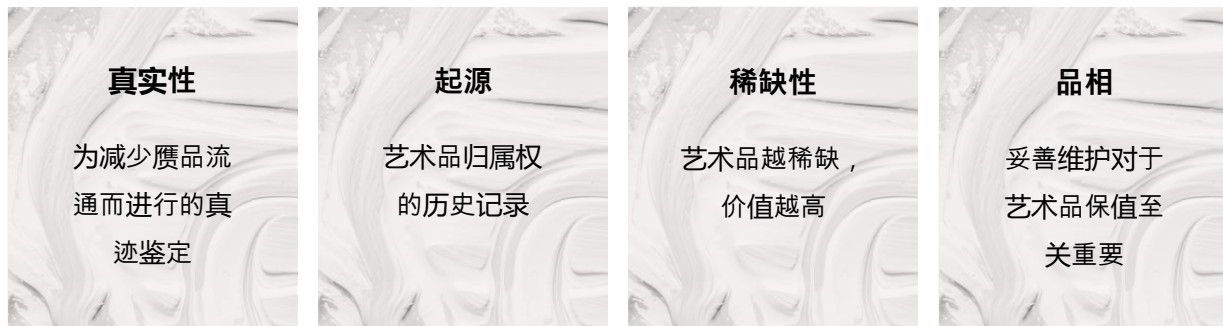 真实性
为减少赝品流
通而进行的真
迹鉴定
起源
艺术品归属权
的历史记录
稀缺性
艺术品越稀缺，
价值越高
品相
妥善维护对于
艺术品保值至
关重要